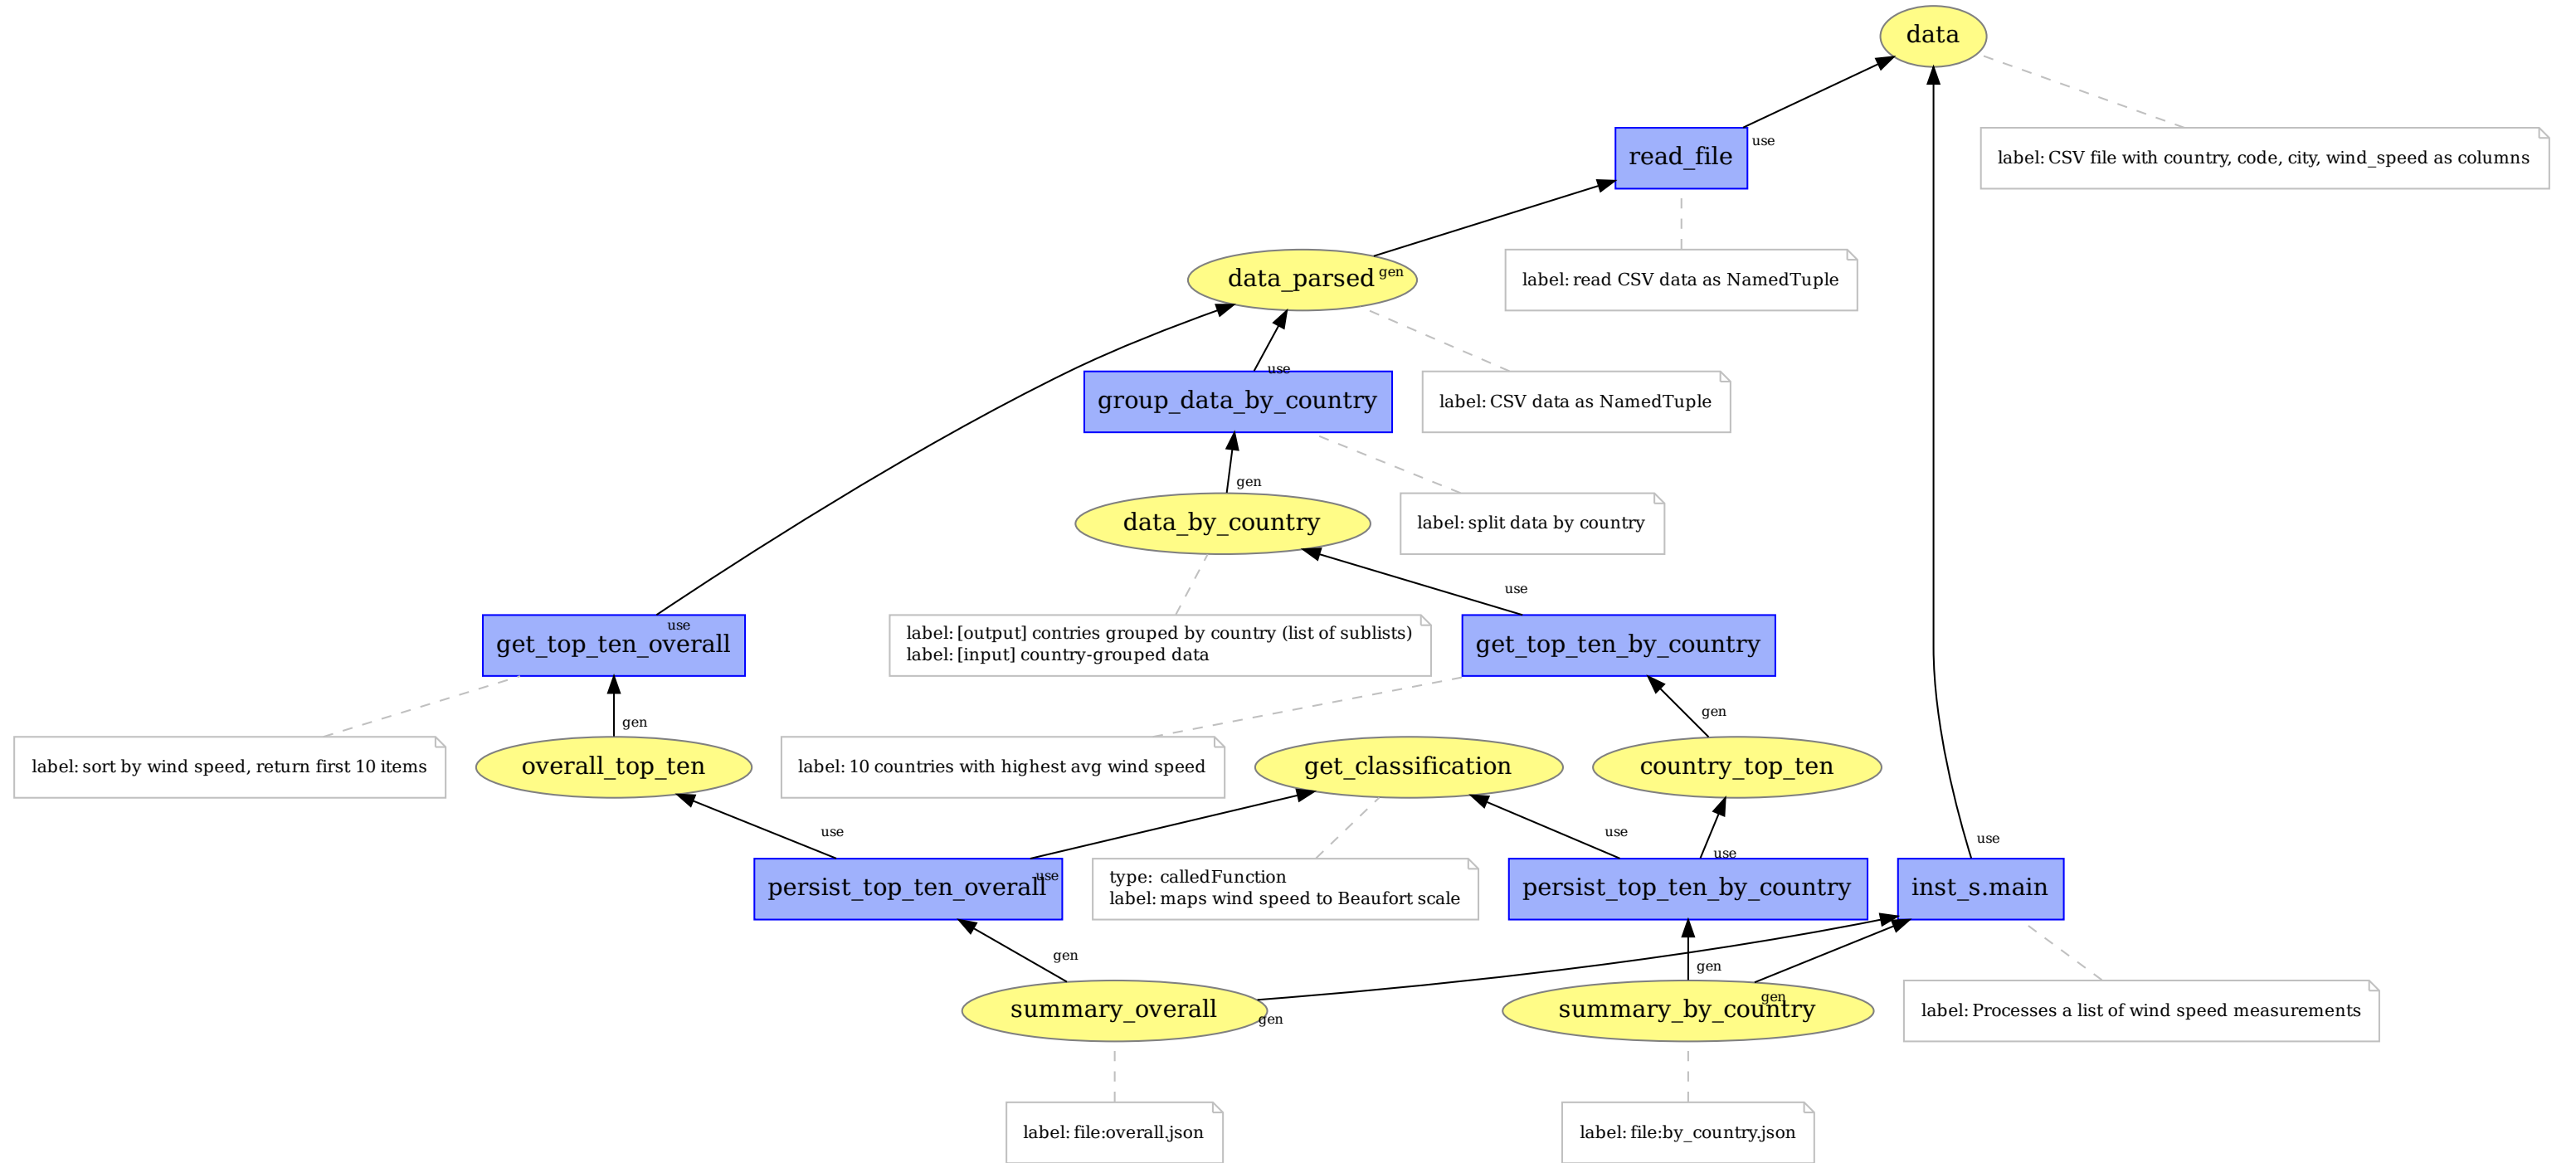 data
read_file
use
label: CSV file with country, code, city, wind_speed as columns
data_parsed
gen
label: read CSV data as NamedTuple
use
group_data_by_country
label: CSV data as NamedTuple
gen
data_by_country
label: split data by country
use
use
get_top_ten_overall
label: [output] contries grouped by country (list of sublists)
label: [input] country-grouped data
get_top_ten_by_country
gen
gen
label: sort by wind speed, return first 10 items
overall_top_ten
label: 10 countries with highest avg wind speed
get_classification
country_top_ten
use
use
use
use
use
persist_top_ten_overall
type: calledFunction
label: maps wind speed to Beaufort scale
persist_top_ten_by_country
inst_s.main
gen
gen
summary_overall
gen
summary_by_country
gen
label: Processes a list of wind speed measurements
label: file:overall.json
label: file:by_country.json